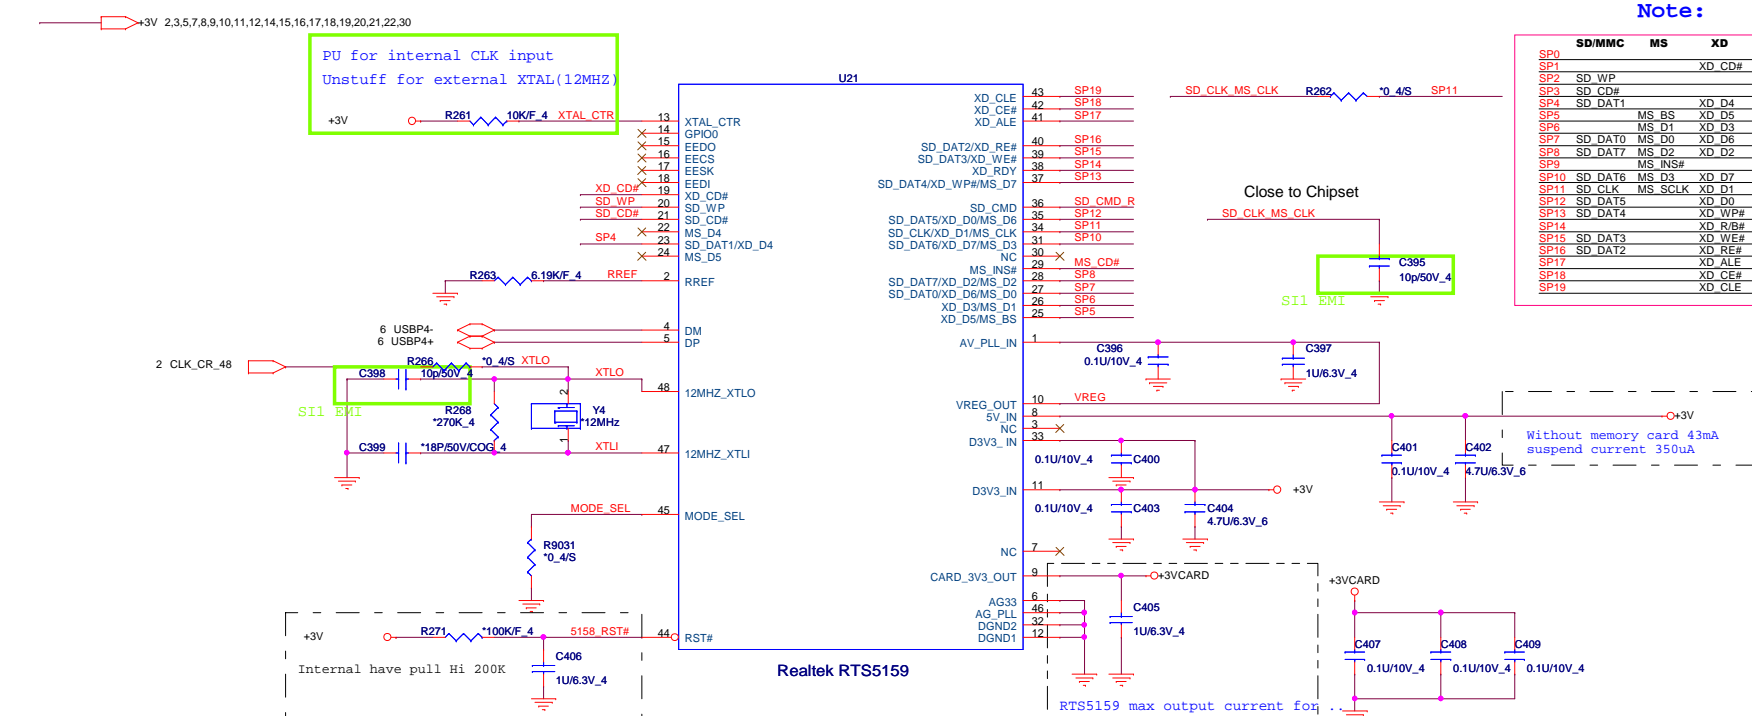 Note:
+3V 2,3,5,7,8,9,10,11,12,14,15,16,17,18,19,20,21,22,30
PU for internal CLK input
Unstuff for external XTAL(12MHZ)
+3V R261 10K/F_4 XTAL_CTR
U21
13 XTAL_CTR
14 GPIO0
15 EEDO
16 EECS
17 EESK
18 EEDI
XD_CD# 19 XD_CD#
SD_WP 20 SD_WP
SD_CD# 21 SD_CD#
22 MS_D4
SP4 23 SD_DAT1/XD_D4
24 MS_D5
R263 6.19K/F_4 RREF 2 RREF
6 USBP4- 4 DM
6 USBP4+ 5 DP
2 CLK_CR_48 R266 *0_4/S XTLO
C398 10p/50V_4 XTLO
48 12MHZ_XTLO
SI1 EMI
R268
*270K_4
2
Y4
*12MHz
1
C399 *18P/50V/COG_4 XTLI 47 12MHZ_XTLI
MODE_SEL 45 MODE_SEL
R9031
*0_4/S
+3V R271 *100K/F_4 5158_RST# 44 RST#
C406
1U/6.3V_4
Internal have pull Hi 200K
XD_CLE 43 SP19
XD_CE# 42 SP18
XD_ALE 41 SP17
SD_DAT2/XD_RE# 40 SP16
SD_DAT3/XD_WE# 39 SP15
XD_RDY 38 SP14
SD_DAT4/XD_WP#/MS_D7 37 SP13
SD_CMD 36 SD_CMD_R
SD_DAT5/XD_D0/MS_D6 35 SP12
SD_CLK/XD_D1/MS_CLK 34 SP11
SD_DAT6/XD_D7/MS_D3 31 SP10
NC 30
MS_INS# 29 MS_CD#
SD_DAT7/XD_D2/MS_D2 28 SP8
SD_DAT0/XD_D6/MS_D0 27 SP7
XD_D3/MS_D1 26 SP6
XD_D5/MS_BS 25 SP5
AV_PLL_IN 1
C396
0.1U/10V_4
C397
1U/6.3V_4
VREG_OUT 10 VREG
5V_IN 8
NC 3
D3V3_ IN 33
0.1U/10V_4 C400
D3V3_IN 11 +3V
0.1U/10V_4 C403
C404
4.7U/6.3V_6
NC 7
CARD_3V3_OUT 9 +3VCARD
AG33 6
AG_PLL 46
DGND2 32
DGND1 12
C405
1U/6.3V_4
Realtek RTS5159
RTS5159 max output current for ..
SD_CLK_MS_CLK R262 *0_4/S SP11
Close to Chipset
SD_CLK_MS_CLK
C395
10p/50V_4
SI1 EMI
+3V
C401
0.1U/10V_4
C402
4.7U/6.3V_6
Without memory card 43mA
suspend current 350uA
+3VCARD
C407
0.1U/10V_4
C408
0.1U/10V_4
C409
0.1U/10V_4
SD/MMC MS XD
SP0
SP1 XD_CD#
SP2 SD_WP
SP3 SD_CD#
SP4 SD_DAT1 XD_D4
SP5 MS_BS XD_D5
SP6 MS_D1 XD_D3
SP7 SD_DAT0 MS_D0 XD_D6
SP8 SD_DAT7 MS_D2 XD_D2
SP9 MS_INS#
SP10 SD_DAT6 MS_D3 XD_D7
SP11 SD_CLK MS_SCLK XD_D1
SP12 SD_DAT5 XD_D0
SP13 SD_DAT4 XD_WP#
SP14 XD_R/B#
SP15 SD_DAT3 XD_WE#
SP16 SD_DAT2 XD_RE#
SP17 XD_ALE
SP18 XD_CE#
SP19 XD_CLE